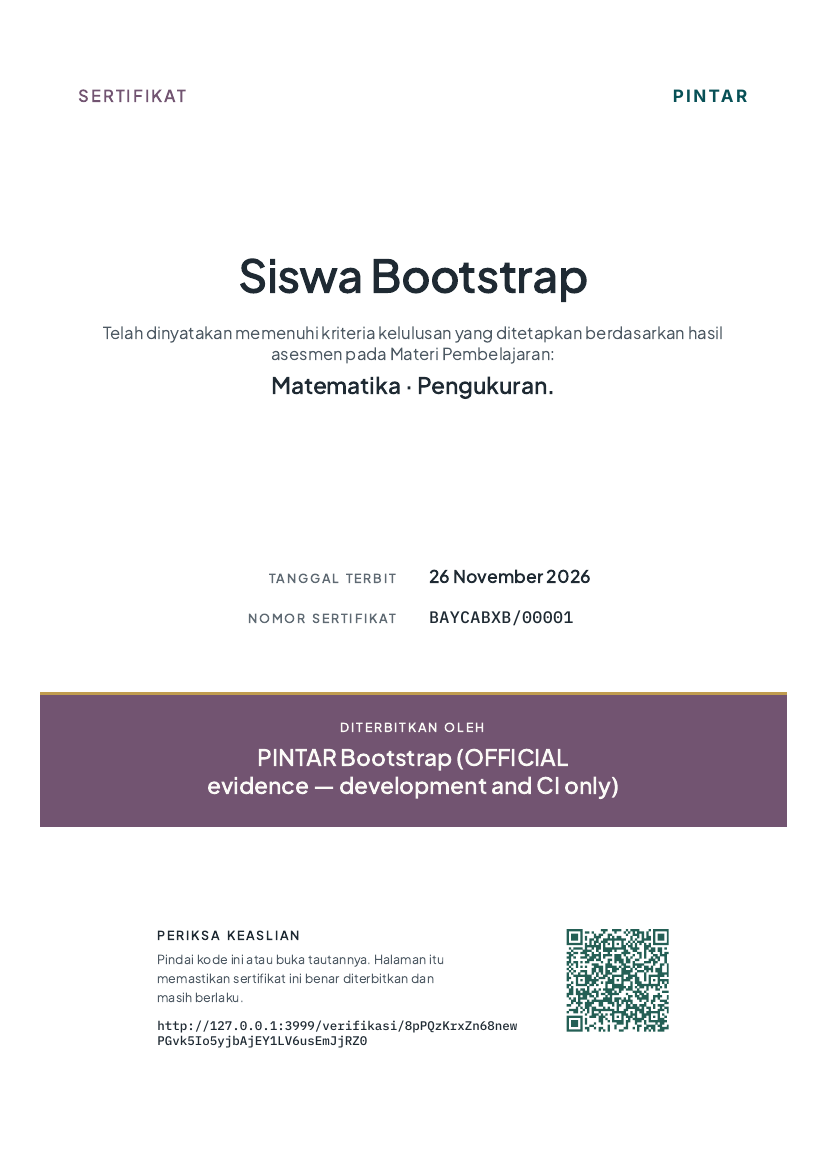 SERTIFIKAT
PINTAR
Siswa Bootstrap
Telah dinyatakan memenuhi kriteria kelulusan yang ditetapkan berdasarkan hasil
asesmen pada Materi Pembelajaran:
Matematika · Pengukuran.
TANGGAL TERBIT 26 November 2026
NOMOR SERTIFIKAT BAYCABXB/00001
DITERBITKAN OLEH
PINTAR Bootstrap (OFFICIAL
evidence — development and CI only)
PERIKSA KEASLIAN
Pindai kode ini atau buka tautannya. Halaman itu
memastikan sertifikat ini benar diterbitkan dan
masih berlaku.
http://127.0.0.1:3999/verifikasi/8pPQzKrxZn68new
PGvk5Io5yjbAjEY1LV6usEmJjRZ0